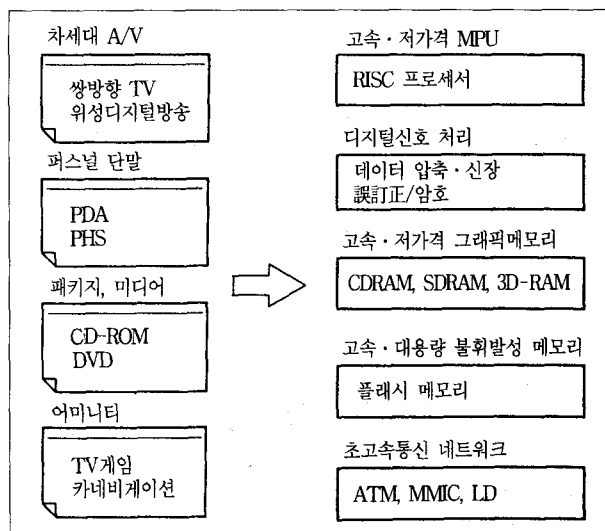 차세대 A/V
쌍방향 TV
위성디지털방송
퍼스널 단말
PDA
PHS
패키지, 미디어
CD-ROM
DVD
어미니티
TV게임
카네비게이션
고속·저가격 MPU
RISC 프로세서
디지털신호 처리
데이터 압축·신장
誤訂正/암호
고속·저가격 그래픽메모리
CDRAM, SDRAM, 3D-RAM
고속·대용량 불휘발성 메모리
플래시 메모리
초고속통신 네트워크
ATM, MMIC, LD